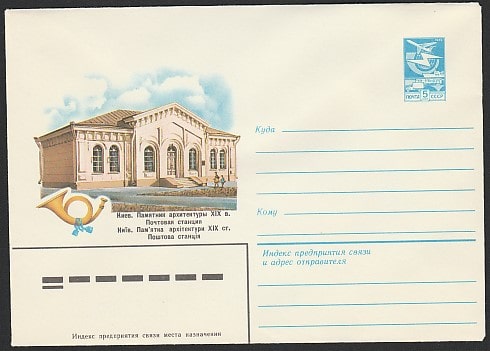 ПОЧТА 5 СССР
Куда
Киев. Памятник архитектуры XIX в.
Почтовая станция
Київ. Пам'ятка архітектури XIX ст.
Поштова станція
Кому
Индекс предприятия связи
и адрес отправителя
Индекс предприятия связи места назначения